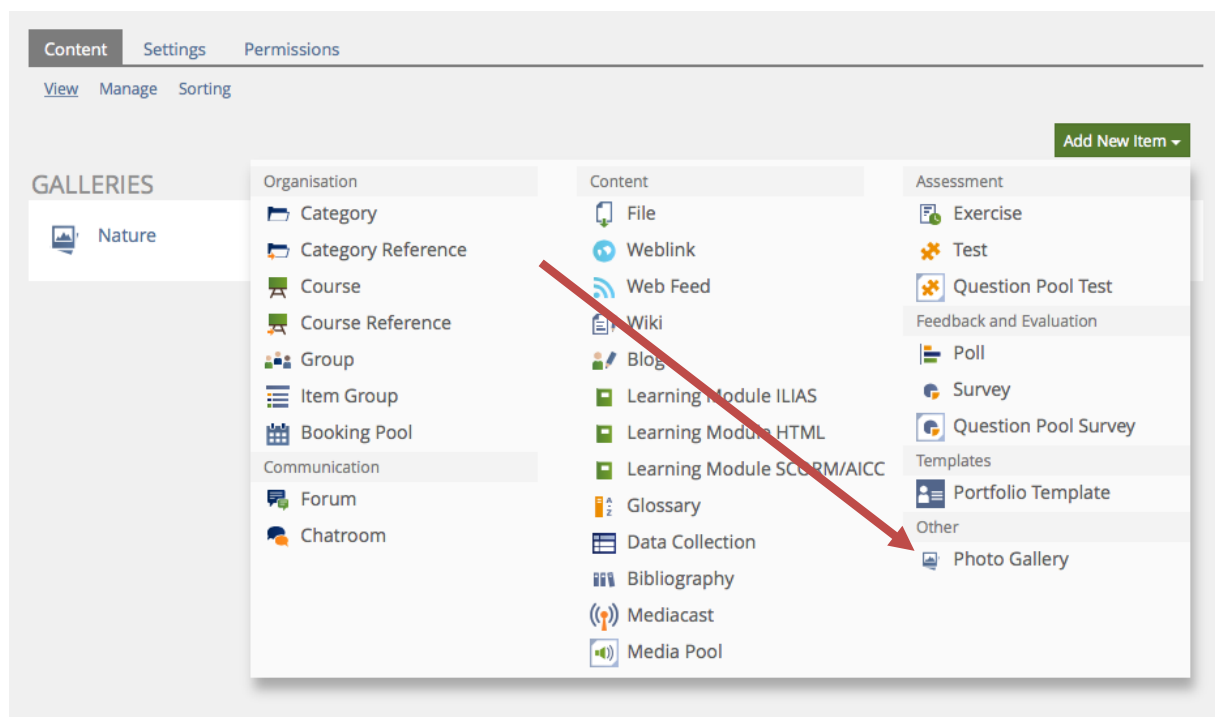 Content Settings Permissions
View Manage Sorting
Add New Item
GALLERIES
Nature
Organisation
Category
Category Reference
Course
Course Reference
Group
Item Group
Booking Pool
Communication
Forum
Chatroom
Content
File
Weblink
Web Feed
Wiki
Blog
Learning Module ILIAS
Learning Module HTML
Learning Module SCORM/AICC
Glossary
Data Collection
Bibliography
Mediacast
Media Pool
Assessment
Exercise
Test
Question Pool Test
Feedback and Evaluation
Poll
Survey
Question Pool Survey
Templates
Portfolio Template
Other
Photo Gallery